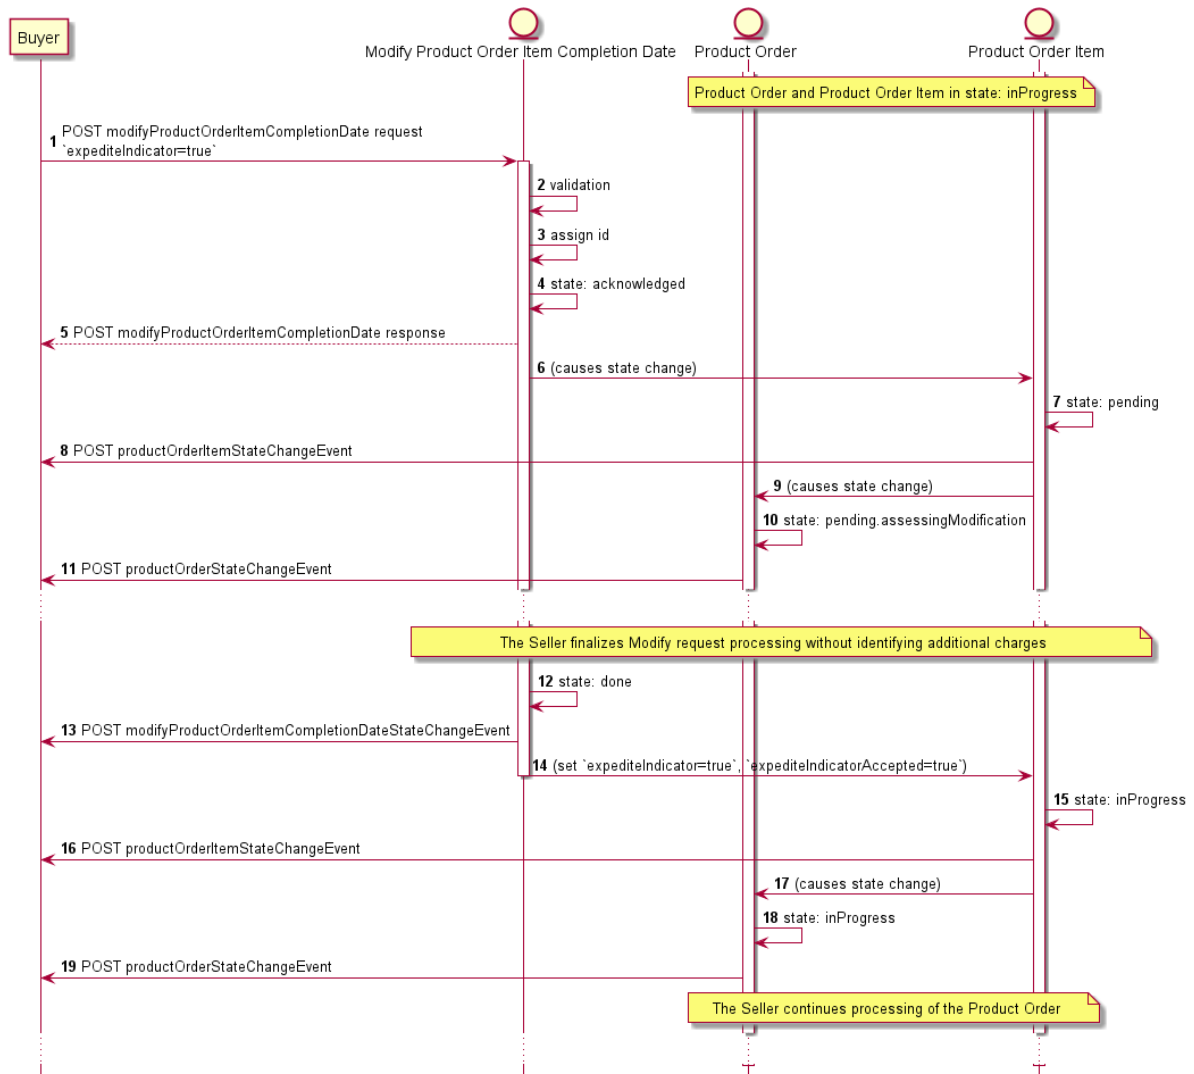 Buyer
Modify Product Order Item Completion Date
Product Order
Product Order Item
Product Order and Product Order Item in state: inProgress
1 POST modifyProductOrderItemCompletionDate request
`expediteIndicator=true`
2 validation
3 assign id
4 state: acknowledged
5 POST modifyProductOrderItemCompletionDate response
6 (causes state change)
7 state: pending
8 POST productOrderItemStateChangeEvent
9 (causes state change)
10 state: pending.assessingModification
11 POST productOrderStateChangeEvent
The Seller finalizes Modify request processing without identifying additional charges
12 state: done
13 POST modifyProductOrderItemCompletionDateStateChangeEvent
14 (set `expediteIndicator=true`, `expediteIndicatorAccepted=true`)
15 state: inProgress
16 POST productOrderItemStateChangeEvent
17 (causes state change)
18 state: inProgress
19 POST productOrderStateChangeEvent
The Seller continues processing of the Product Order